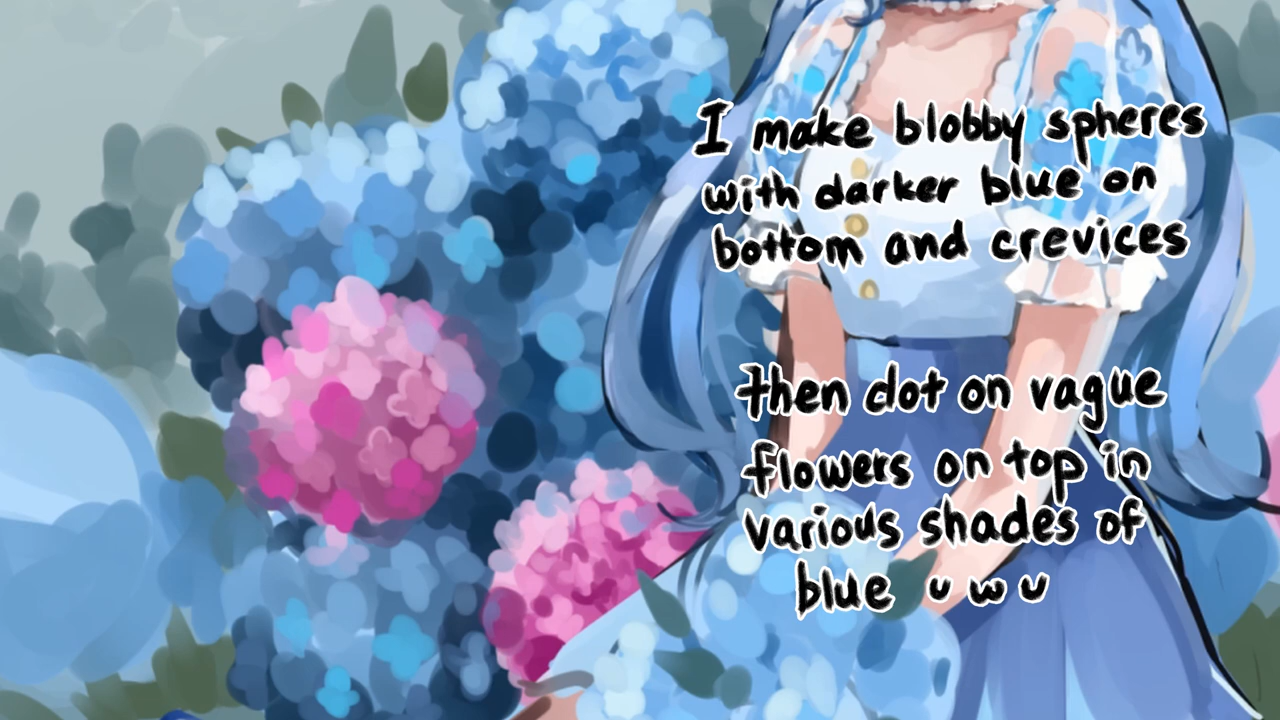 I make blobby spheres
with darker blue on
bottom and crevices
then dot on vague
flowers on top in
various shades of
blue u w u